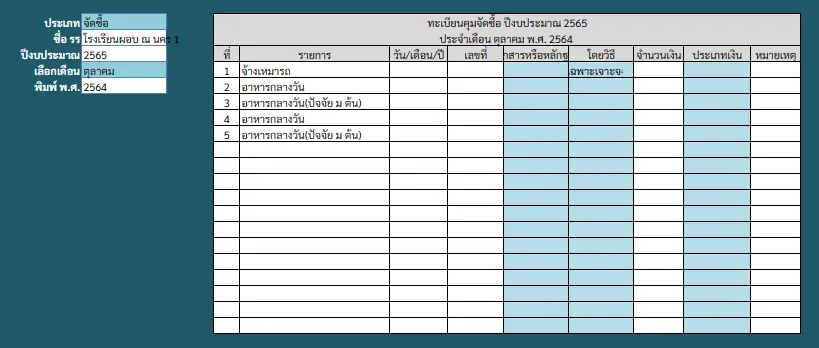 ประเภท จัดซื้อ
ชื่อ รร โรงเรียนผอบ ณ นคร 1
ปีงบประมาณ 2565
เลือกเดือน ตุลาคม
พิมพ์ พ.ศ. 2564
ทะเบียนคุมจัดซื้อ ปีงบประมาณ 2565
ประจำเดือน ตุลาคม พ.ศ. 2564
ที่ รายการ วัน/เดือน/ปี เลขที่ กสารหรือหลักฐ โดยวิธี จำนวนเงิน ประเภทเงิน หมายเหตุ
1 จ้างเหมารถ เฉพาะเจาะจง
2 อาหารกลางวัน
3 อาหารกลางวัน(ปัจจัย ม ต้น)
4 อาหารกลางวัน
5 อาหารกลางวัน(ปัจจัย ม ต้น)